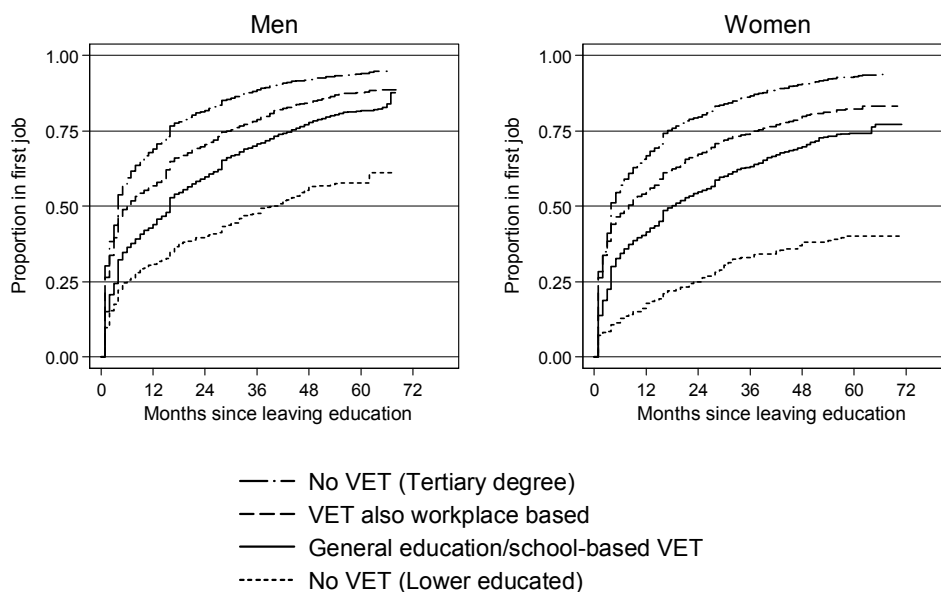 Men
1.00
0.75
0.50
0.25
0.00
Proportion in first job
0 12 24 36 48 60 72
Months since leaving education
Women
1.00
0.75
0.50
0.25
0.00
Proportion in first job
0 12 24 36 48 60 72
Months since leaving education
No VET (Tertiary degree)
VET also workplace based
General education/school-based VET
No VET (Lower educated)